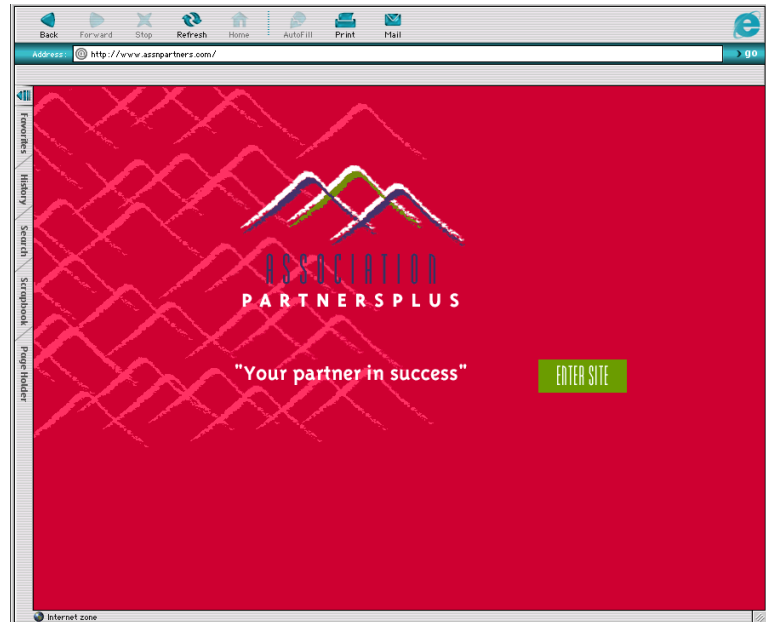 Back Forward Stop Refresh Home AutoFill Print Mail
Address: @ http://www.assnpartners.com/ go
Favorites
History
Search
Scrapbook
Page Holder
ASSOCIATION
PARTNERSPLUS
"Your partner in success"
ENTER SITE
Internet zone